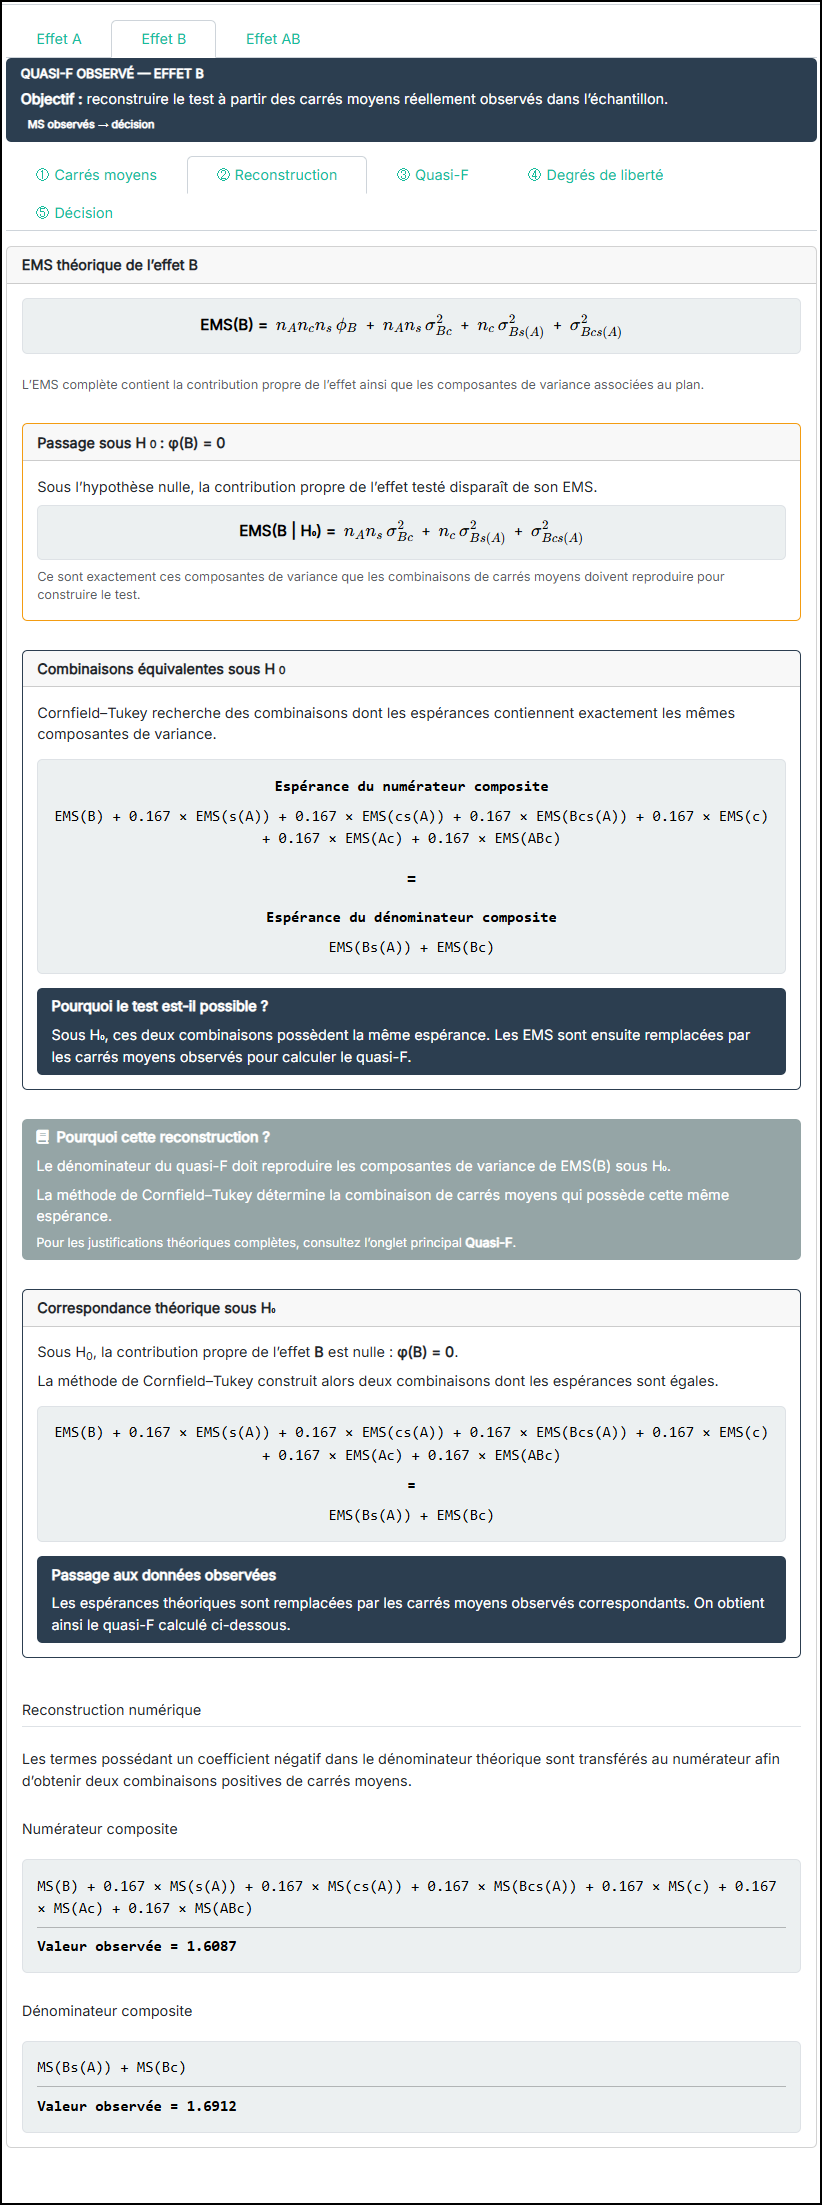 Effet A
Effet B
Effet AB
QUASI-F OBSERVÉ — EFFET B
Objectif : reconstruire le test à partir des carrés moyens réellement observés dans l’échantillon.
MS observés → décision
① Carrés moyens
② Reconstruction
③ Quasi-F
④ Degrés de liberté
⑤ Décision
EMS théorique de l’effet B
EMS(B) = n_A n_c n_s ϕ_B + n_A n_s σ²_{Bc} + n_c σ²_{Bs(A)} + σ²_{Bcs(A)}
L’EMS complète contient la contribution propre de l’effet ainsi que les composantes de variance associées au plan.
Passage sous H ₀ : φ(B) = 0
Sous l’hypothèse nulle, la contribution propre de l’effet testé disparaît de son EMS.
EMS(B | H₀) = n_A n_s σ²_{Bc} + n_c σ²_{Bs(A)} + σ²_{Bcs(A)}
Ce sont exactement ces composantes de variance que les combinaisons de carrés moyens doivent reproduire pour
construire le test.
Combinaisons équivalentes sous H ₀
Cornfield–Tukey recherche des combinaisons dont les espérances contiennent exactement les mêmes
composantes de variance.
Espérance du numérateur composite
EMS(B) + 0.167 × EMS(s(A)) + 0.167 × EMS(cs(A)) + 0.167 × EMS(Bcs(A)) + 0.167 × EMS(c)
+ 0.167 × EMS(Ac) + 0.167 × EMS(ABc)
=
Espérance du dénominateur composite
EMS(Bs(A)) + EMS(Bc)
Pourquoi le test est-il possible ?
Sous H₀, ces deux combinaisons possèdent la même espérance. Les EMS sont ensuite remplacées par
les carrés moyens observés pour calculer le quasi-F.
Pourquoi cette reconstruction ?
Le dénominateur du quasi-F doit reproduire les composantes de variance de EMS(B) sous H₀.
La méthode de Cornfield–Tukey détermine la combinaison de carrés moyens qui possède cette même
espérance.
Pour les justifications théoriques complètes, consultez l’onglet principal Quasi-F.
Correspondance théorique sous H₀
Sous H₀, la contribution propre de l’effet B est nulle : φ(B) = 0.
La méthode de Cornfield–Tukey construit alors deux combinaisons dont les espérances sont égales.
EMS(B) + 0.167 × EMS(s(A)) + 0.167 × EMS(cs(A)) + 0.167 × EMS(Bcs(A)) + 0.167 × EMS(c)
+ 0.167 × EMS(Ac) + 0.167 × EMS(ABc)
=
EMS(Bs(A)) + EMS(Bc)
Passage aux données observées
Les espérances théoriques sont remplacées par les carrés moyens observés correspondants. On obtient
ainsi le quasi-F calculé ci-dessous.
Reconstruction numérique
Les termes possédant un coefficient négatif dans le dénominateur théorique sont transférés au numérateur afin
d’obtenir deux combinaisons positives de carrés moyens.
Numérateur composite
MS(B) + 0.167 × MS(s(A)) + 0.167 × MS(cs(A)) + 0.167 × MS(Bcs(A)) + 0.167 × MS(c) + 0.167
× MS(Ac) + 0.167 × MS(ABc)
Valeur observée = 1.6087
Dénominateur composite
MS(Bs(A)) + MS(Bc)
Valeur observée = 1.6912